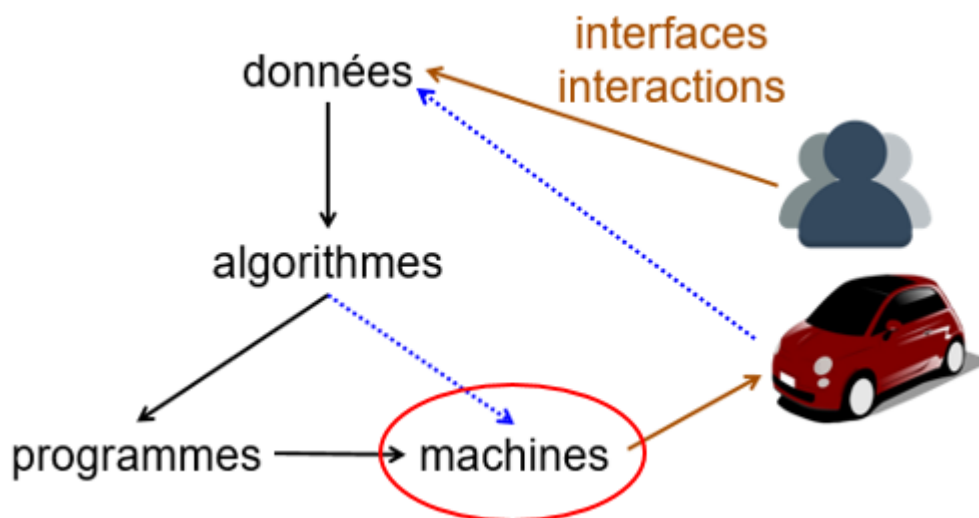 interfaces
interactions
données
algorithmes
programmes
machines